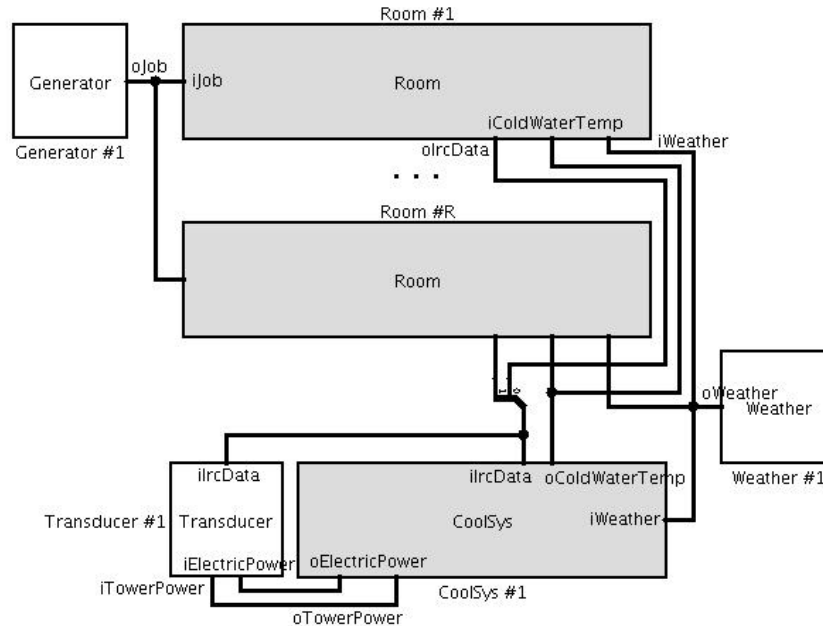 Room #1
oJob
Generator
iJob
Room
iColdWaterTemp
Generator #1
oIrcData
iWeather
. . .
Room #R
Room
oWeather
Weather
iIrcData
iIrcData
oColdWaterTemp
Weather #1
Transducer #1
Transducer
CoolSys
iWeather
iElectricPower
oElectricPower
iTowerPower
CoolSys #1
oTowerPower